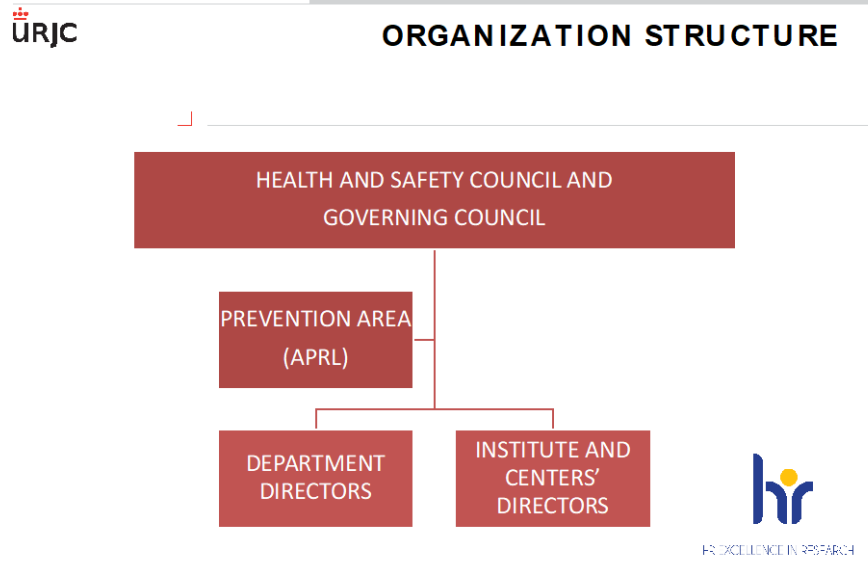 URJC
ORGANIZATION STRUCTURE
HEALTH AND SAFETY COUNCIL AND
GOVERNING COUNCIL
PREVENTION AREA
(APRL)
DEPARTMENT
DIRECTORS
INSTITUTE AND
CENTERS’
DIRECTORS
hr
HR EXCELLENCE IN RESEARCH